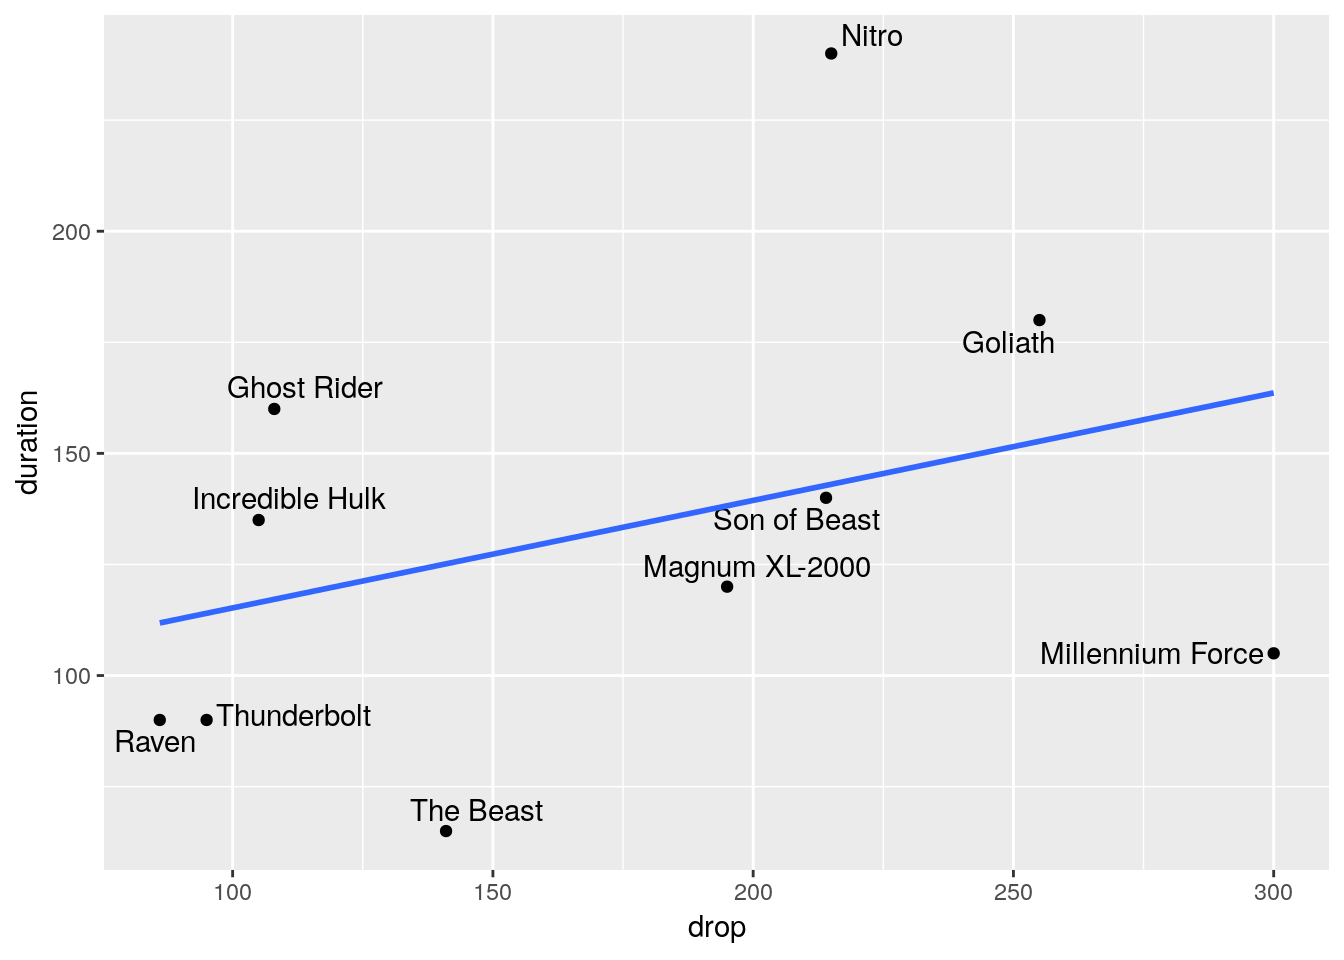 Nitro
200
Goliath
Ghost Rider
duration
150
Incredible Hulk
Son of Beast
Magnum XL-2000
Millennium Force
100
Thunderbolt
Raven
The Beast
100
150
200
250
300
drop